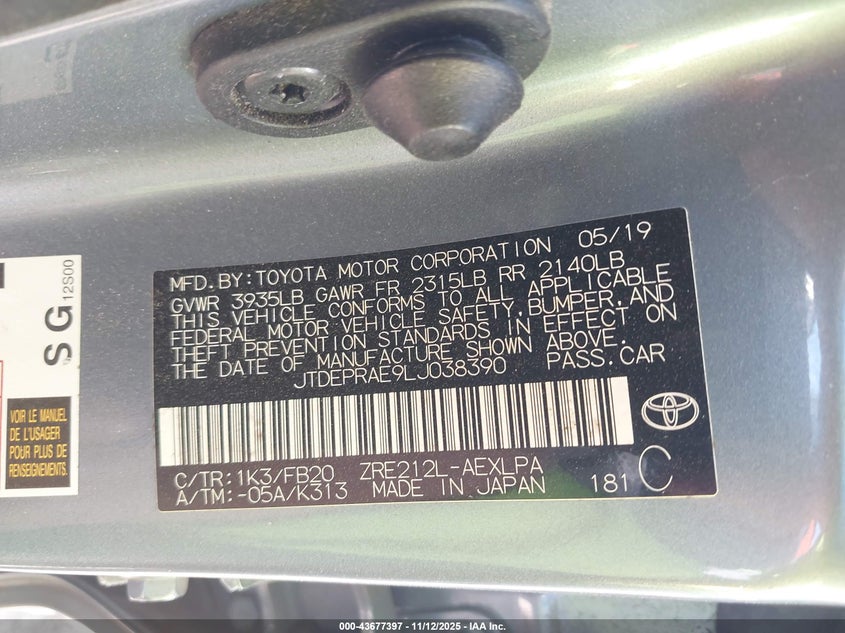 MFD.BY:TOYOTA MOTOR CORPORATION 05/19
GVWR 3935LB GAWR FR 2315LB RR 2140LB
THIS VEHICLE CONFORMS TO ALL APPLICABLE
FEDERAL MOTOR VEHICLE SAFETY,BUMPER,AND
THEFT PREVENTION STANDARDS IN EFFECT ON
THE DATE OF MANUFACTURE SHOWN ABOVE.
JTDEPRAE9LJ038390 PASS.CAR
C/TR:1K3/FB20 ZRE212L-AEXLPA
A/TM:-05A/K313 MADE IN JAPAN 181 C
SG 12S00
VOIR LE MANUEL
DE L'USAGER
POUR PLUS DE
RENSEIGNEMENTS.
000-43677397 - 11/12/2025 - IAA Inc.